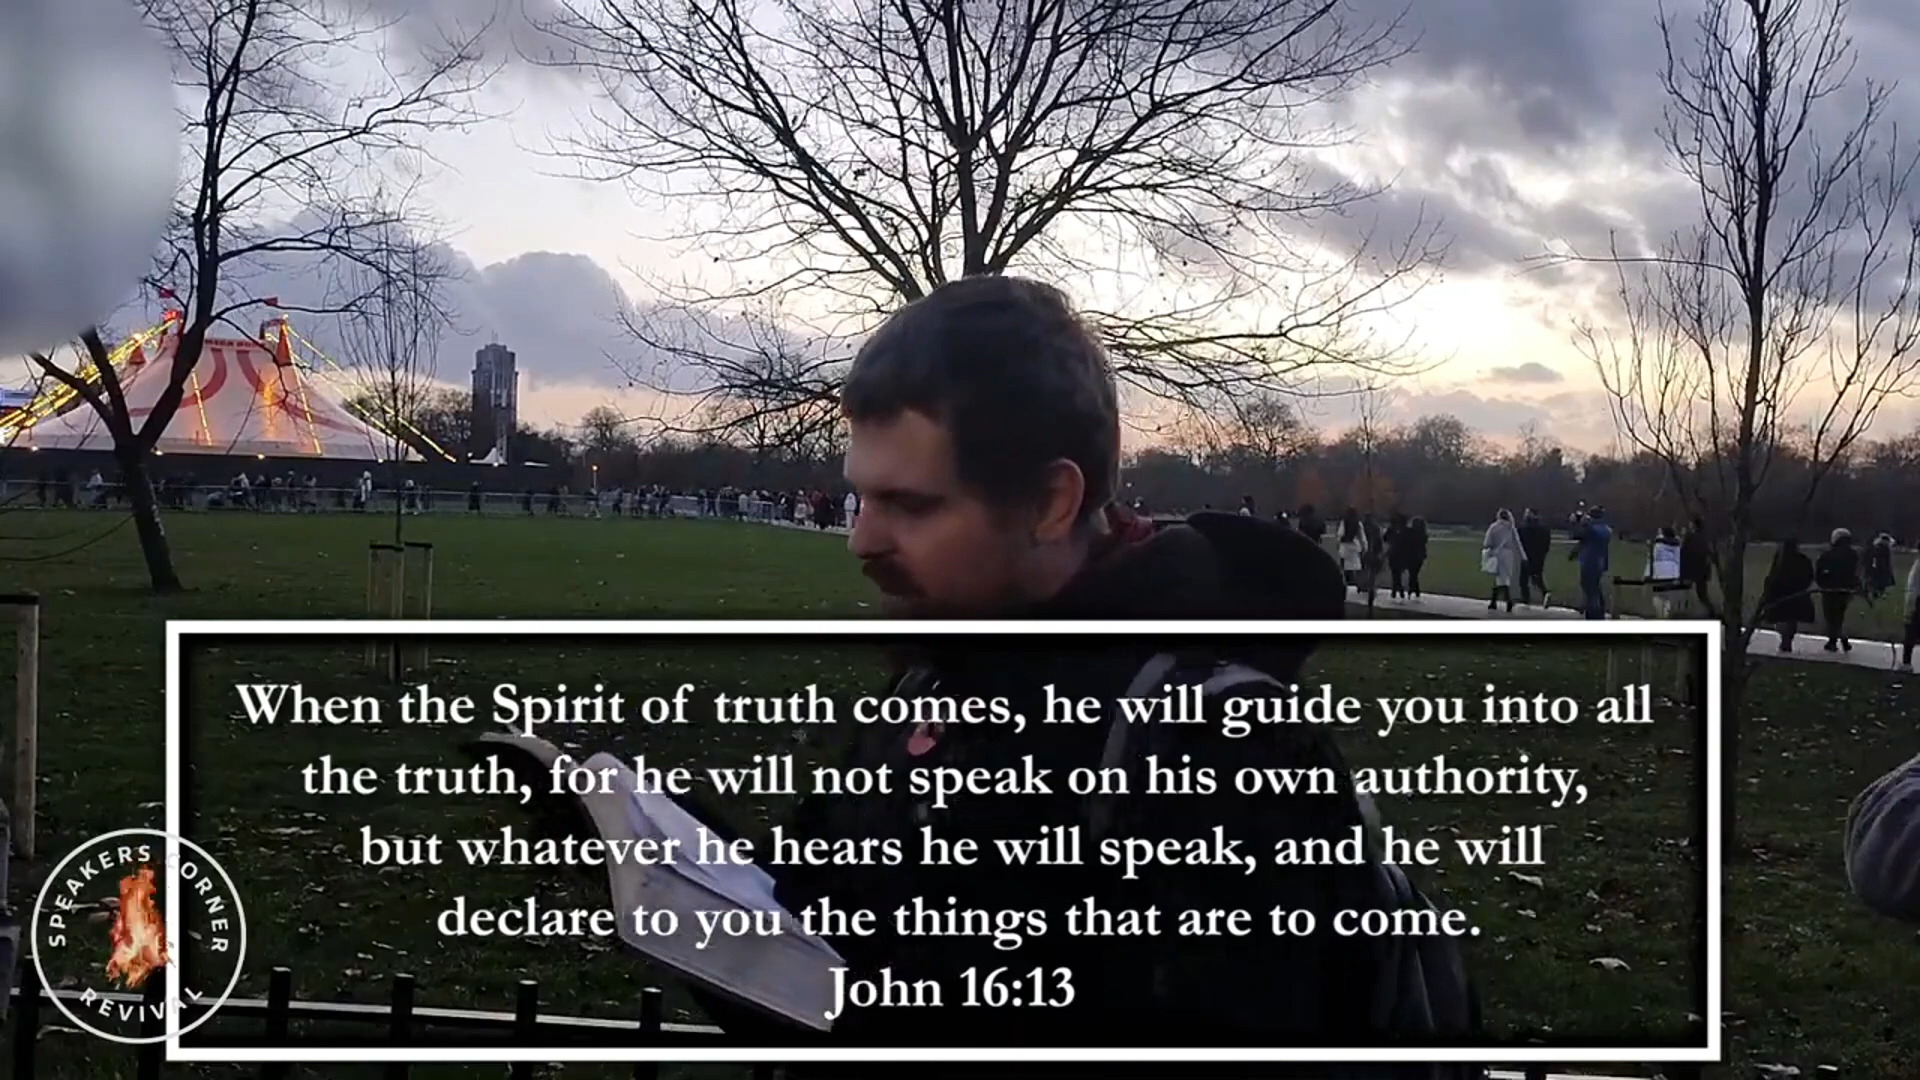 When the Spirit of truth comes, he will guide you into all
the truth, for he will not speak on his own authority,
but whatever he hears he will speak, and he will
declare to you the things that are to come.
John 16:13
SPEAKERS CORNER
REVIVAL